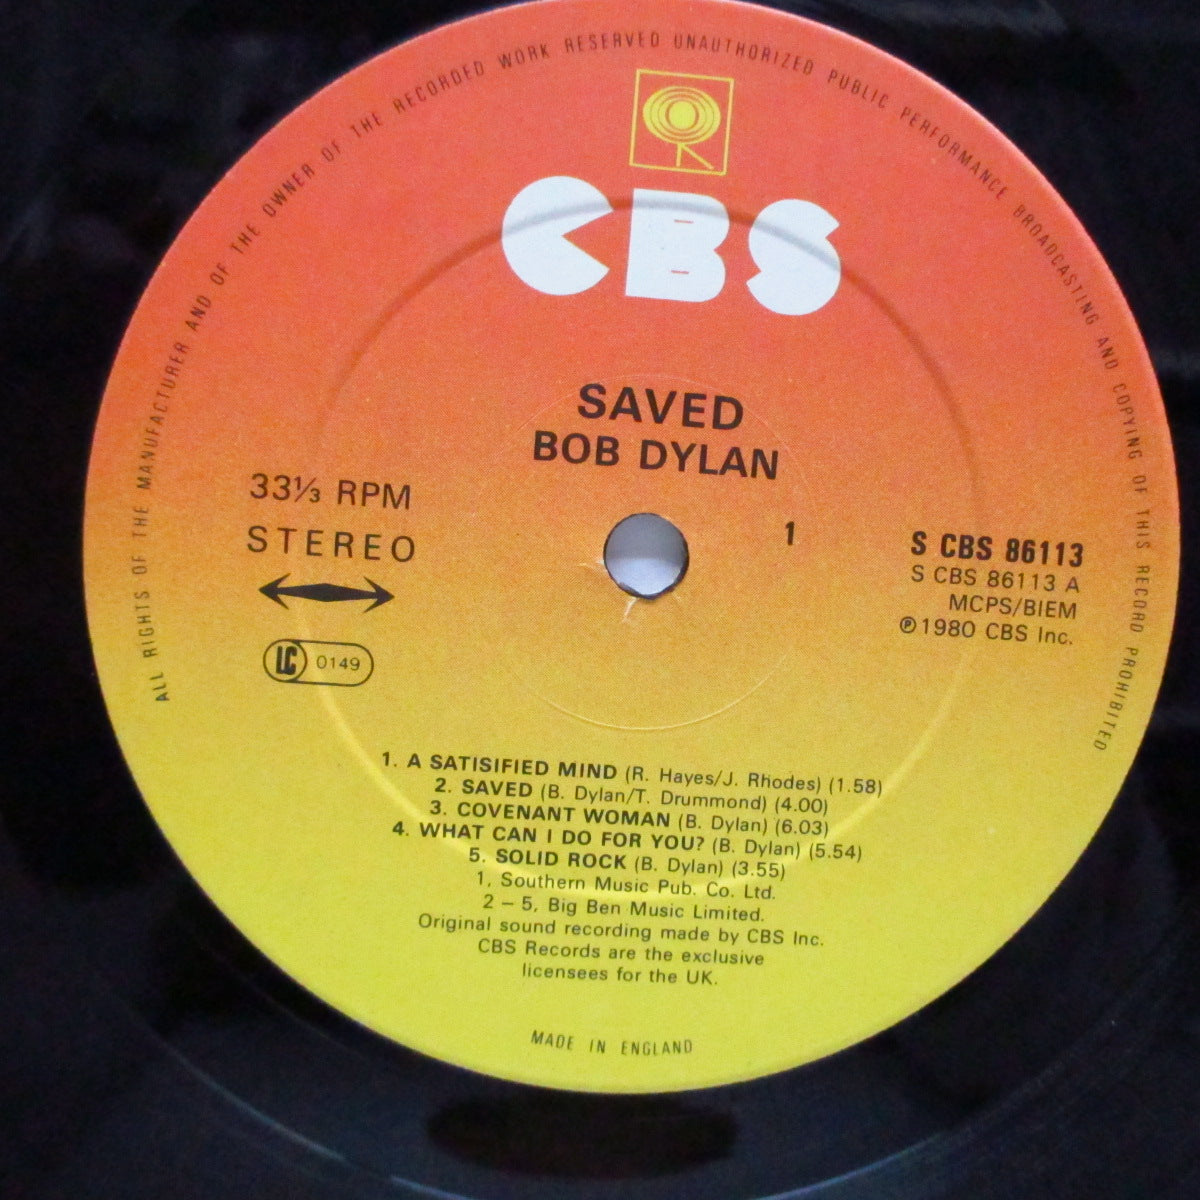 ALL RIGHTS OF THE MANUFACTURER AND OF THE OWNER OF THE RECORDED WORK RESERVED UNAUTHORIZED PUBLIC PERFORMANCE BROADCASTING AND COPYING OF THIS RECORD PROHIBITED
CBS
SAVED
BOB DYLAN
33⅓ RPM
STEREO
LC 0149
1
S CBS 86113
S CBS 86113 A
MCPS/BIEM
℗1980 CBS Inc.
1. A SATISIFIED MIND (R. Hayes/J. Rhodes) (1.58)
2. SAVED (B. Dylan/T. Drummond) (4.00)
3. COVENANT WOMAN (B. Dylan) (6.03)
4. WHAT CAN I DO FOR YOU? (B. Dylan) (5.54)
5. SOLID ROCK (B. Dylan) (3.55)
1, Southern Music Pub. Co. Ltd.
2 – 5, Big Ben Music Limited.
Original sound recording made by CBS Inc.
CBS Records are the exclusive
licensees for the UK.
MADE IN ENGLAND